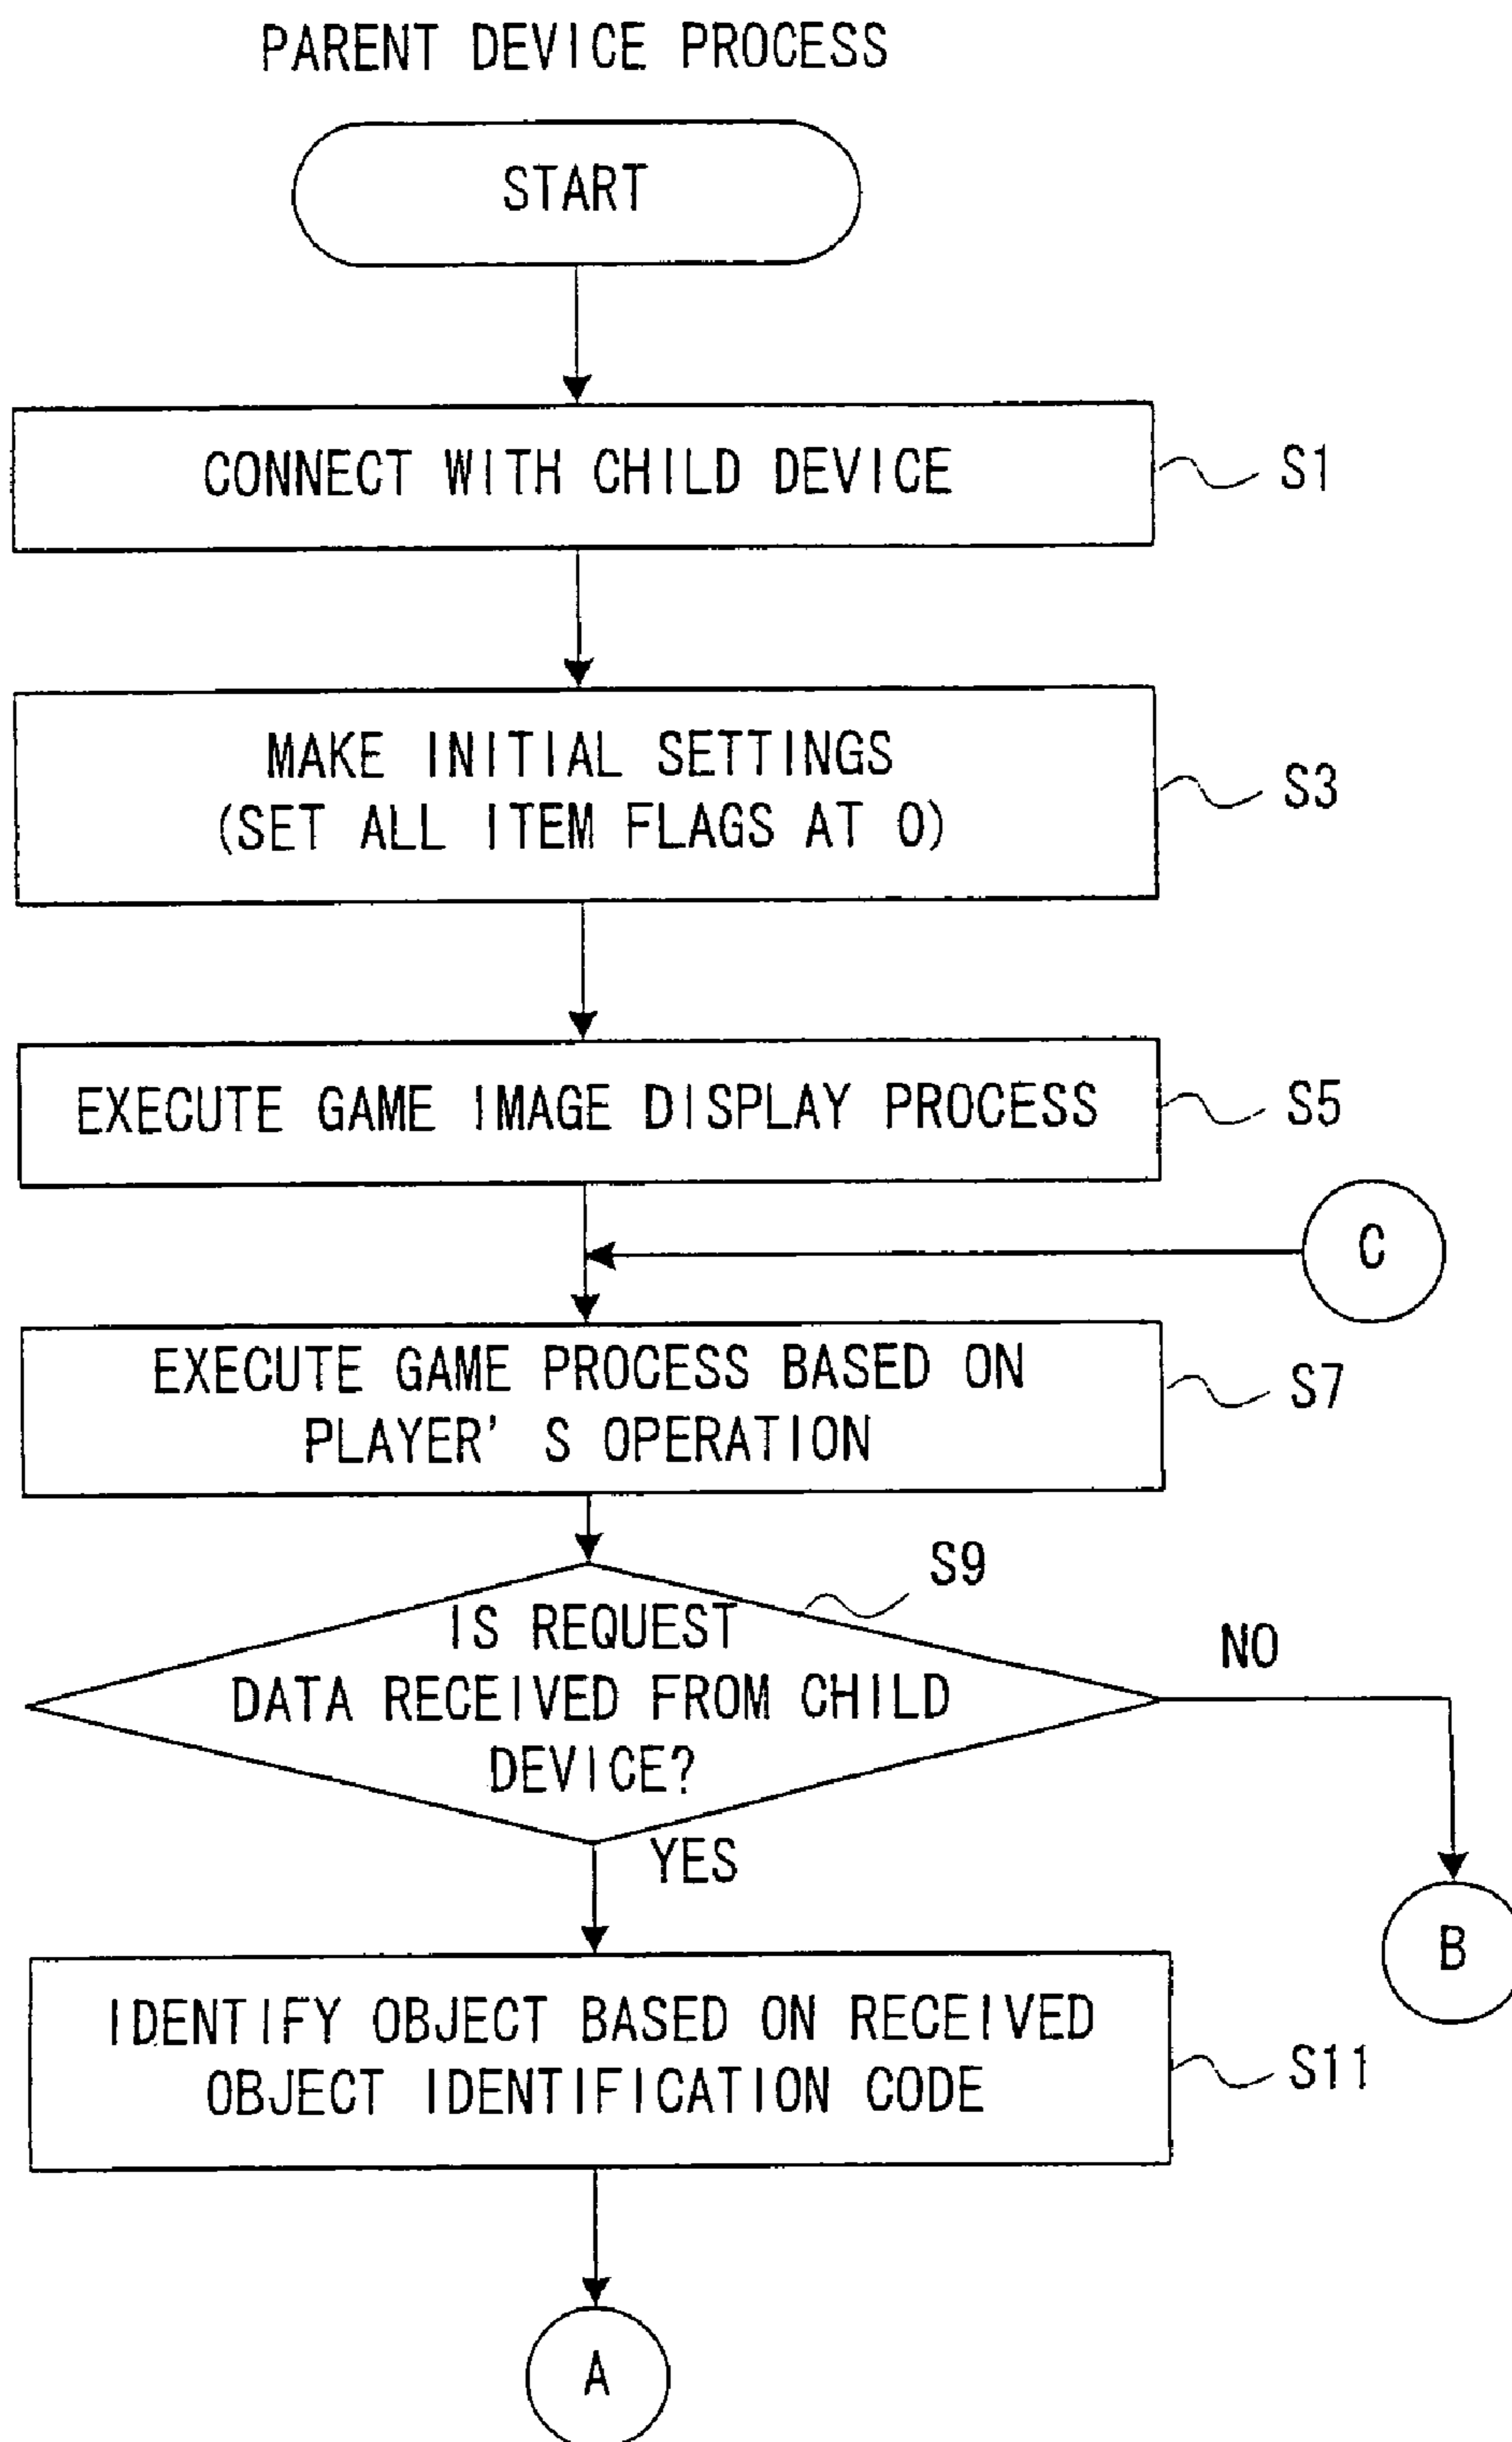 PARENT DEVICE PROCESS
START
CONNECT WITH CHILD DEVICE
S1
MAKE INITIAL SETTINGS
(SET ALL ITEM FLAGS AT 0)
S3
EXECUTE GAME IMAGE DISPLAY PROCESS
S5
C
EXECUTE GAME PROCESS BASED ON
PLAYER' S OPERATION
S7
S9
IS REQUEST
DATA RECEIVED FROM CHILD
DEVICE?
NO
YES
B
IDENTIFY OBJECT BASED ON RECEIVED
OBJECT IDENTIFICATION CODE
S11
A